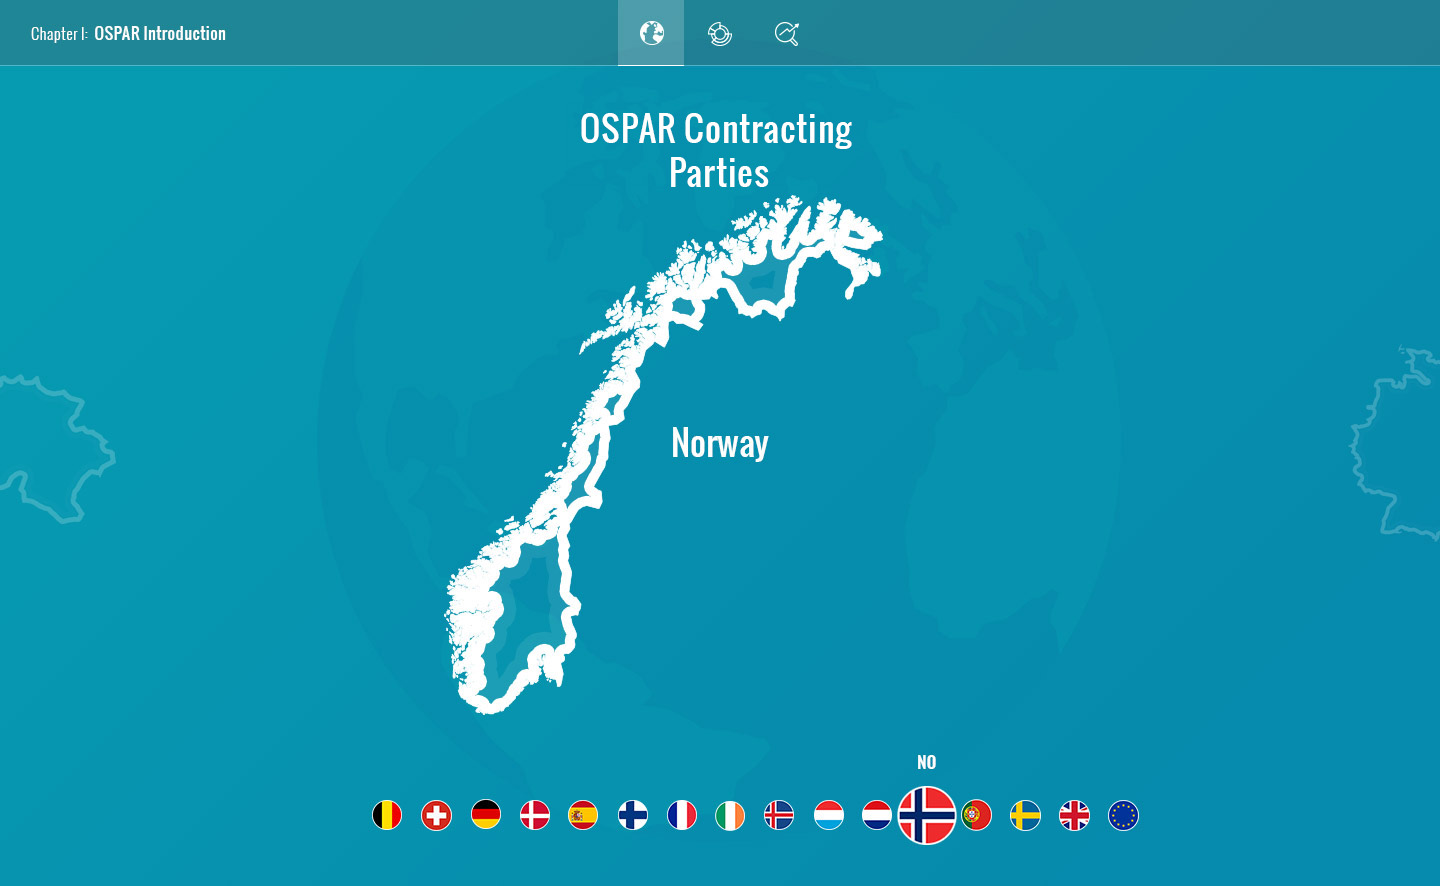 Chapter I: OSPAR Introduction
OSPAR Contracting
Parties
Norway
NO